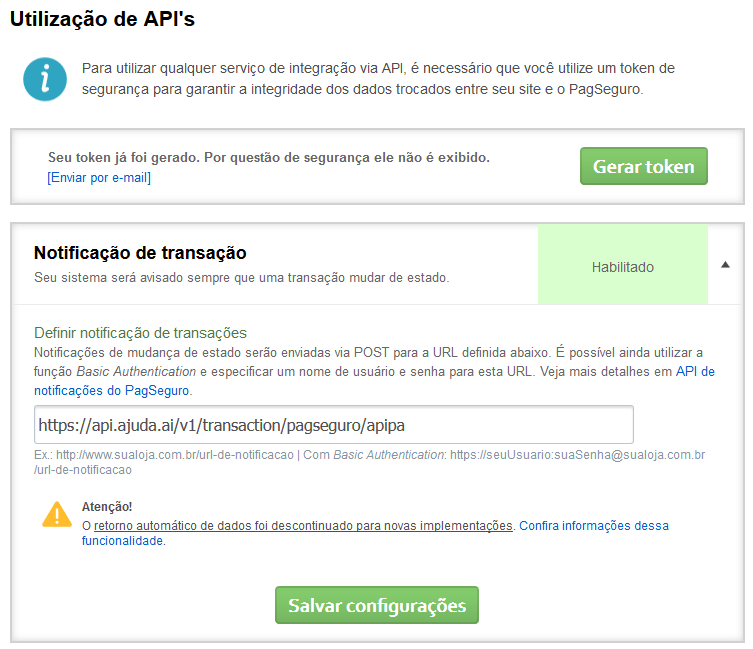 Utilização de API's
Para utilizar qualquer serviço de integração via API, é necessário que você utilize um token de
segurança para garantir a integridade dos dados trocados entre seu site e o PagSeguro.
Seu token já foi gerado. Por questão de segurança ele não é exibido.
[Enviar por e-mail]
Gerar token
Notificação de transação
Seu sistema será avisado sempre que uma transação mudar de estado.
Habilitado
Definir notificação de transações
Notificações de mudança de estado serão enviadas via POST para a URL definida abaixo. É possível ainda utilizar a
função Basic Authentication e especificar um nome de usuário e senha para esta URL. Veja mais detalhes em API de
notificações do PagSeguro.
https://api.ajuda.ai/v1/transaction/pagseguro/apipa
Ex.: http://www.sualoja.com.br/url-de-notificacao | Com Basic Authentication: https://seuUsuario:suaSenha@sualoja.com.br
/url-de-notificacao
Atenção!
O retorno automático de dados foi descontinuado para novas implementações. Confira informações dessa
funcionalidade.
Salvar configurações